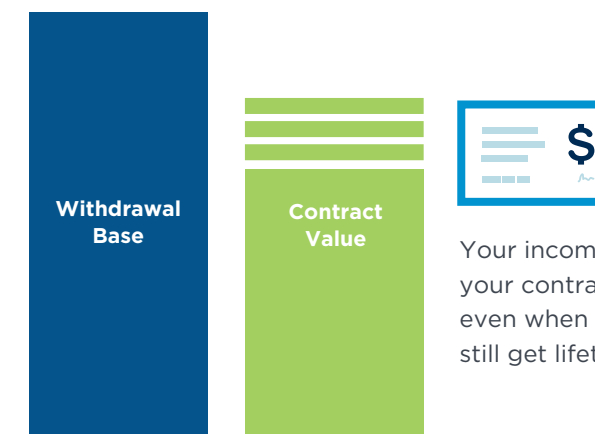 Withdrawal
Base
Contract
Value
$
Your incom
your contra
even when
still get lifet